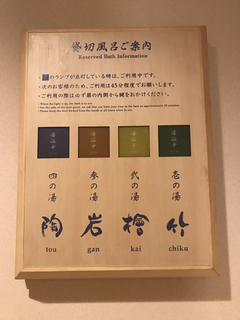 貸切風呂ご案内
Reserved Bath Information
のランプが点灯している時は、ご利用中です。
・次のお客様のため、ご利用は45分程度でお願いします。
・ご利用の際は必ず扉の内側から鍵をおかけください。
四の湯 参の湯 弐の湯 壱の湯
陶 岩 檜 竹
tou gan kai chiku